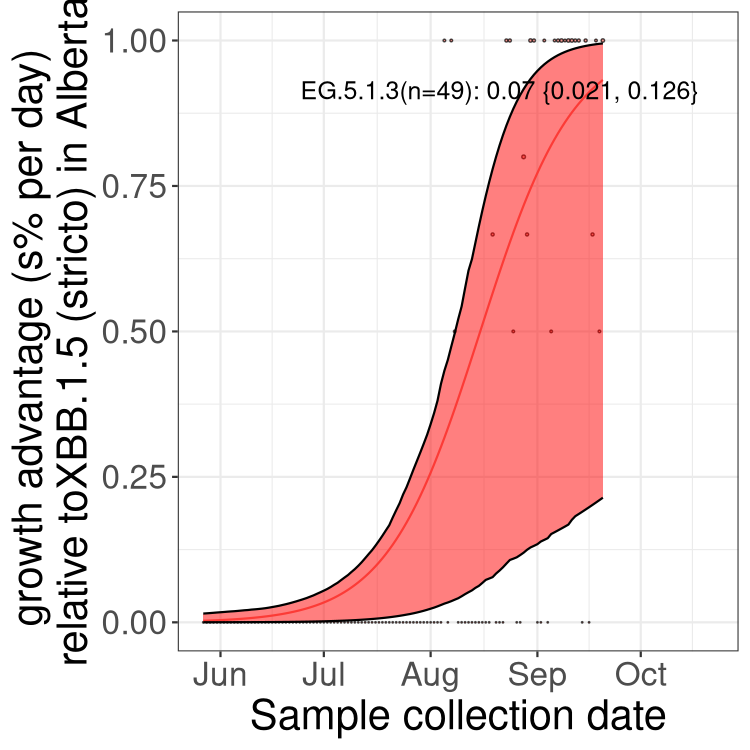 growth advantage (s% per day)
relative toXBB.1.5 (stricto) in Alberta
1.00
0.75
0.50
0.25
0.00
EG.5.1.3(n=49): 0.07 {0.021, 0.126}
Jun Jul Aug Sep Oct
Sample collection date